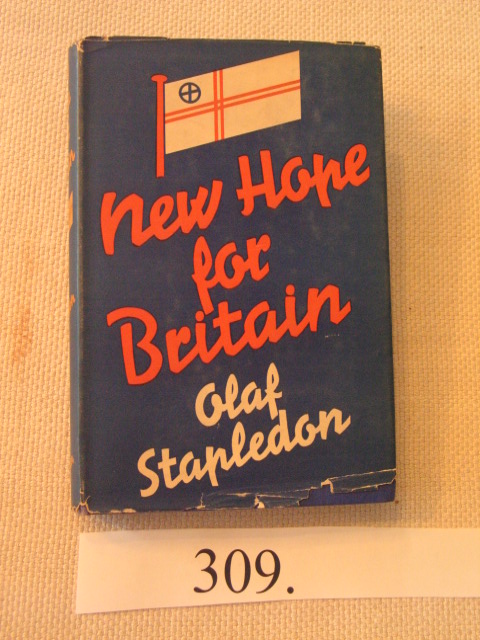 New Hope
for
Britain
Olaf
Stapledon
309.